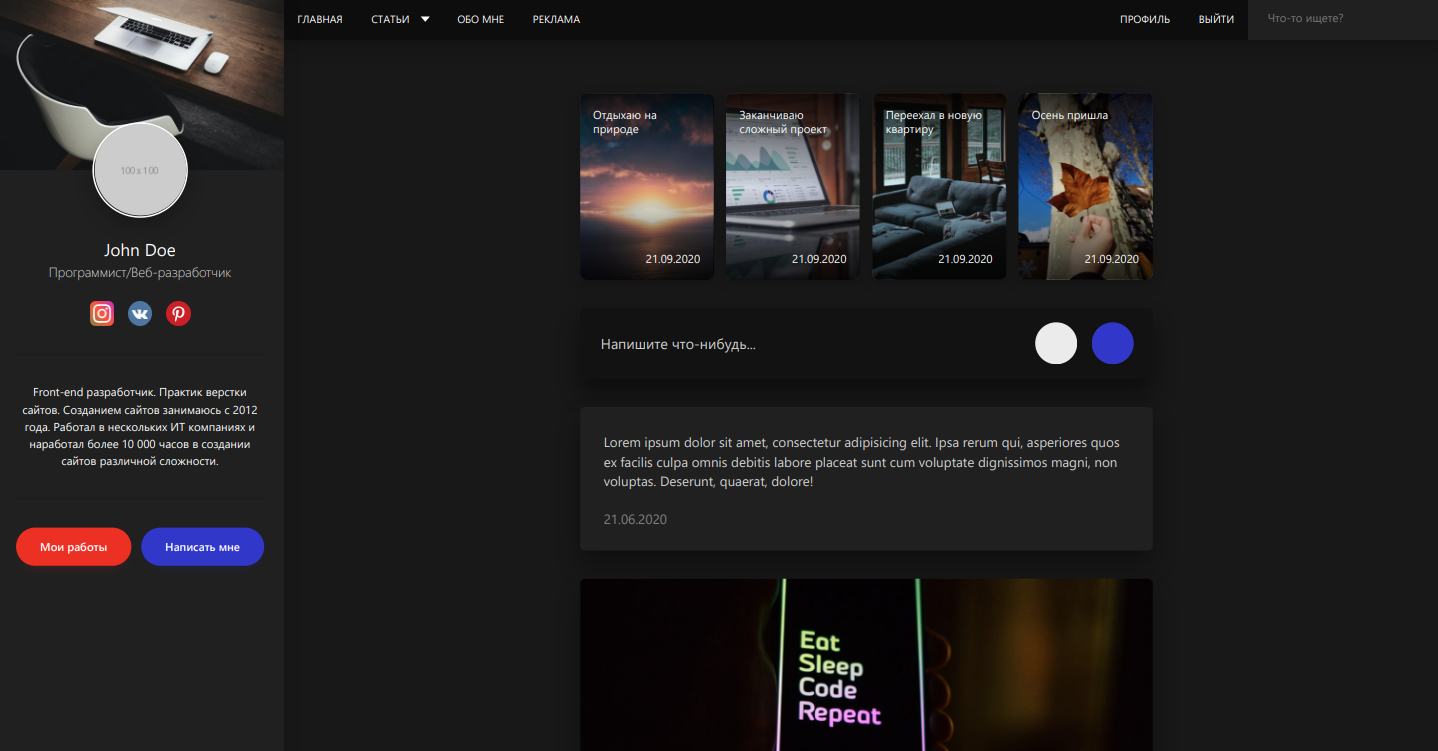 ГЛАВНАЯ
СТАТЬИ
ОБО МНЕ
РЕКЛАМА
ПРОФИЛЬ
ВЫЙТИ
Что-то ищете?
100 x 100
John Doe
Программист/Веб-разработчик
Front-end разработчик. Практик верстки
сайтов. Созданием сайтов занимаюсь с 2012
года. Работал в нескольких ИТ компаниях и
наработал более 10 000 часов в создании
сайтов различной сложности.
Мои работы
Написать мне
Отдыхаю на
природе
21.09.2020
Заканчиваю
сложный проект
21.09.2020
Переехал в новую
квартиру
21.09.2020
Осень пришла
21.09.2020
Напишите что-нибудь...
Lorem ipsum dolor sit amet, consectetur adipisicing elit. Ipsa rerum qui, asperiores quos
ex facilis culpa omnis debitis labore placeat sunt cum voluptate dignissimos magni, non
voluptas. Deserunt, quaerat, dolore!
21.06.2020
Eat
Sleep
Code
Repeat